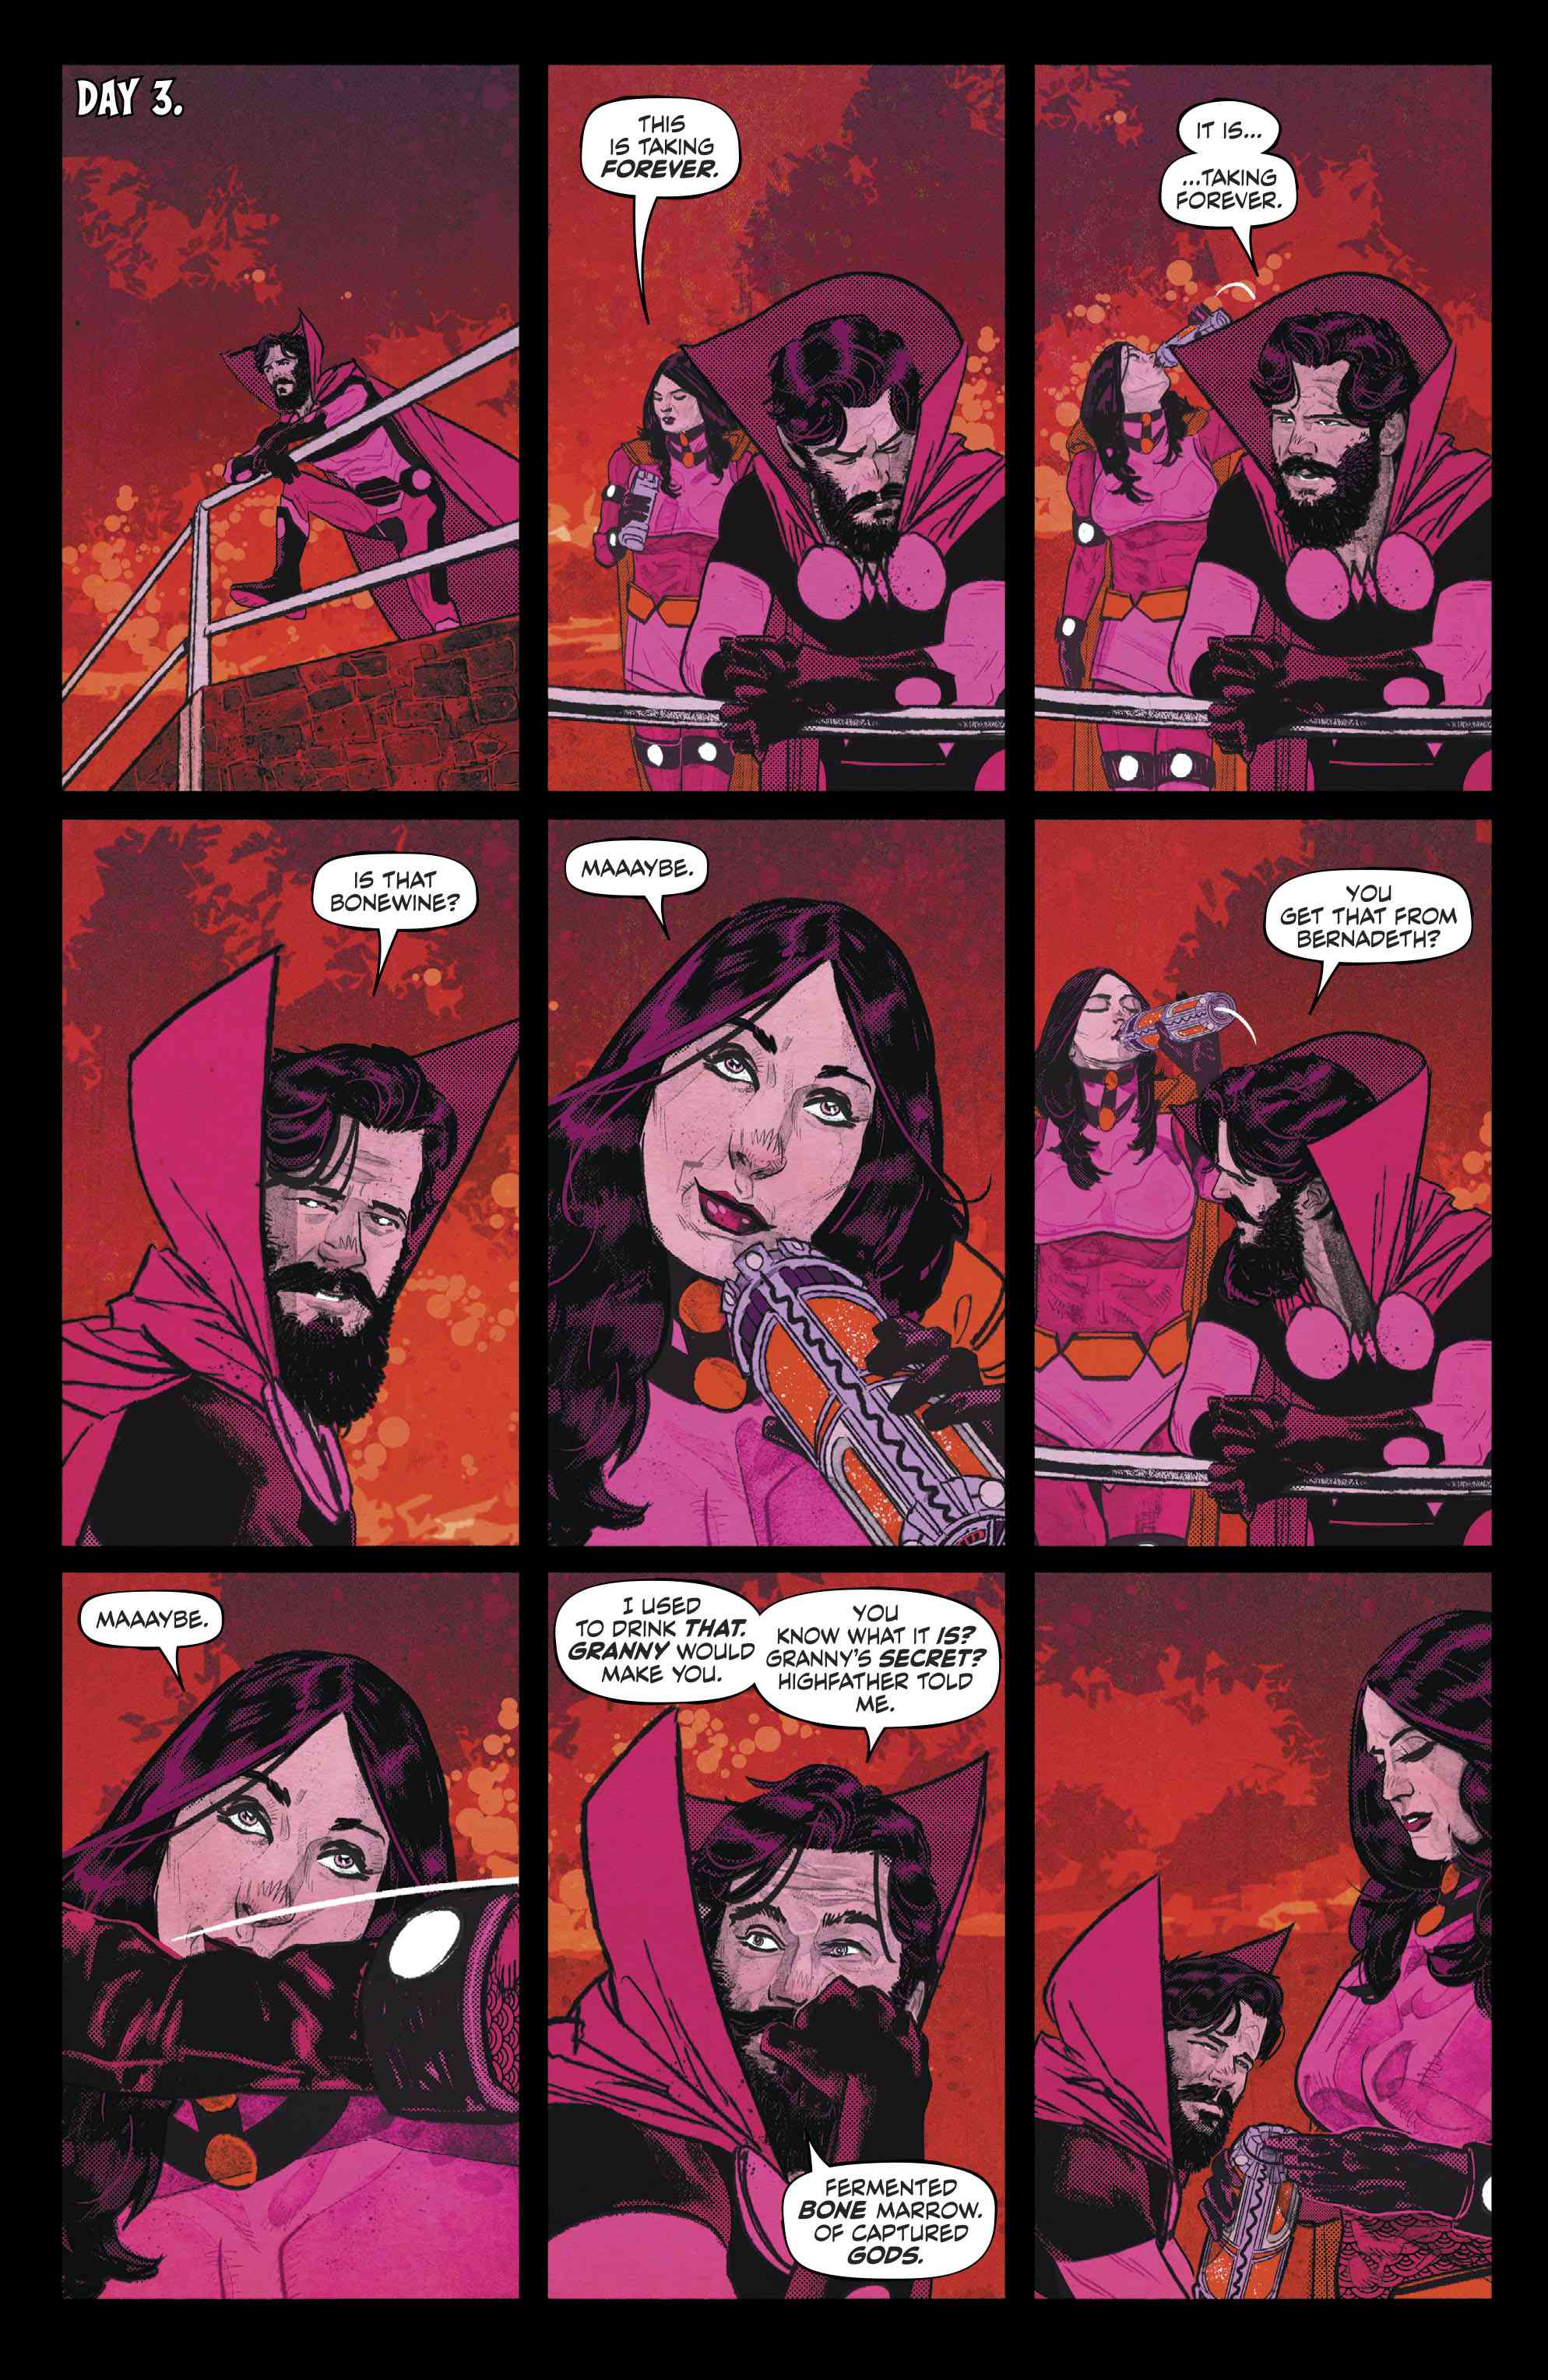 DAY 3.
THIS
IS TAKING
FOREVER.
IT IS...
...TAKING
FOREVER.
IS THAT
BONEWINE?
MAAAYBE.
YOU
GET THAT FROM
BERNADETH?
MAAAYBE.
I USED
TO DRINK THAT.
GRANNY WOULD
MAKE YOU.
YOU
KNOW WHAT IT IS?
GRANNY'S SECRET?
HIGHFATHER TOLD
ME.
FERMENTED
BONE MARROW.
OF CAPTURED
GODS.